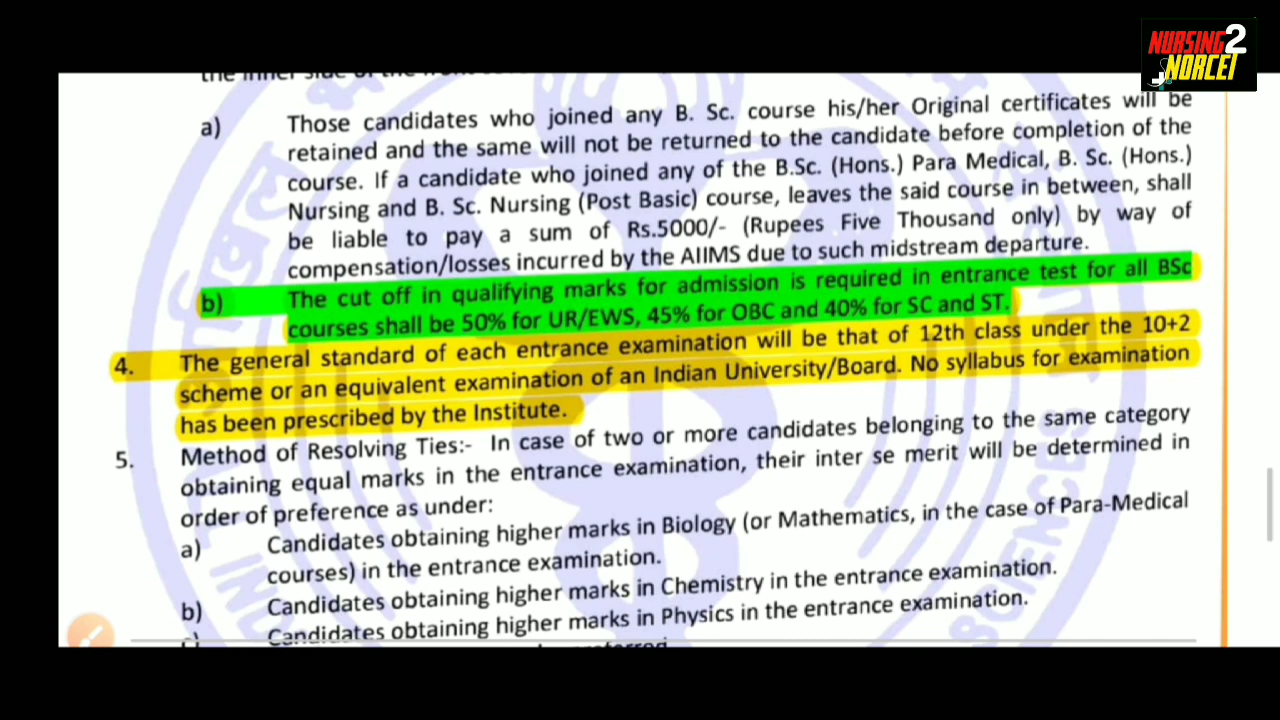 NURSING 2
NORCET
the inner side of the
a) Those candidates who joined any B. Sc. course his/her Original certificates will be
retained and the same will not be returned to the candidate before completion of the
course. If a candidate who joined any of the B.Sc. (Hons.) Para Medical, B. Sc. (Hons.)
Nursing and B. Sc. Nursing (Post Basic) course, leaves the said course in between, shall
be liable to pay a sum of Rs.5000/- (Rupees Five Thousand only) by way of
compensation/losses incurred by the AIIMS due to such midstream departure.
b) The cut off in qualifying marks for admission is required in entrance test for all BSc
courses shall be 50% for UR/EWS, 45% for OBC and 40% for SC and ST.
4. The general standard of each entrance examination will be that of 12th class under the 10+2
scheme or an equivalent examination of an Indian University/Board. No syllabus for examination
has been prescribed by the Institute.
5. Method of Resolving Ties:- In case of two or more candidates belonging to the same category
obtaining equal marks in the entrance examination, their inter se merit will be determined in
order of preference as under:
a) Candidates obtaining higher marks in Biology (or Mathematics, in the case of Para-Medical
courses) in the entrance examination.
b) Candidates obtaining higher marks in Chemistry in the entrance examination.
Candidates obtaining higher marks in Physics in the entrance examination.